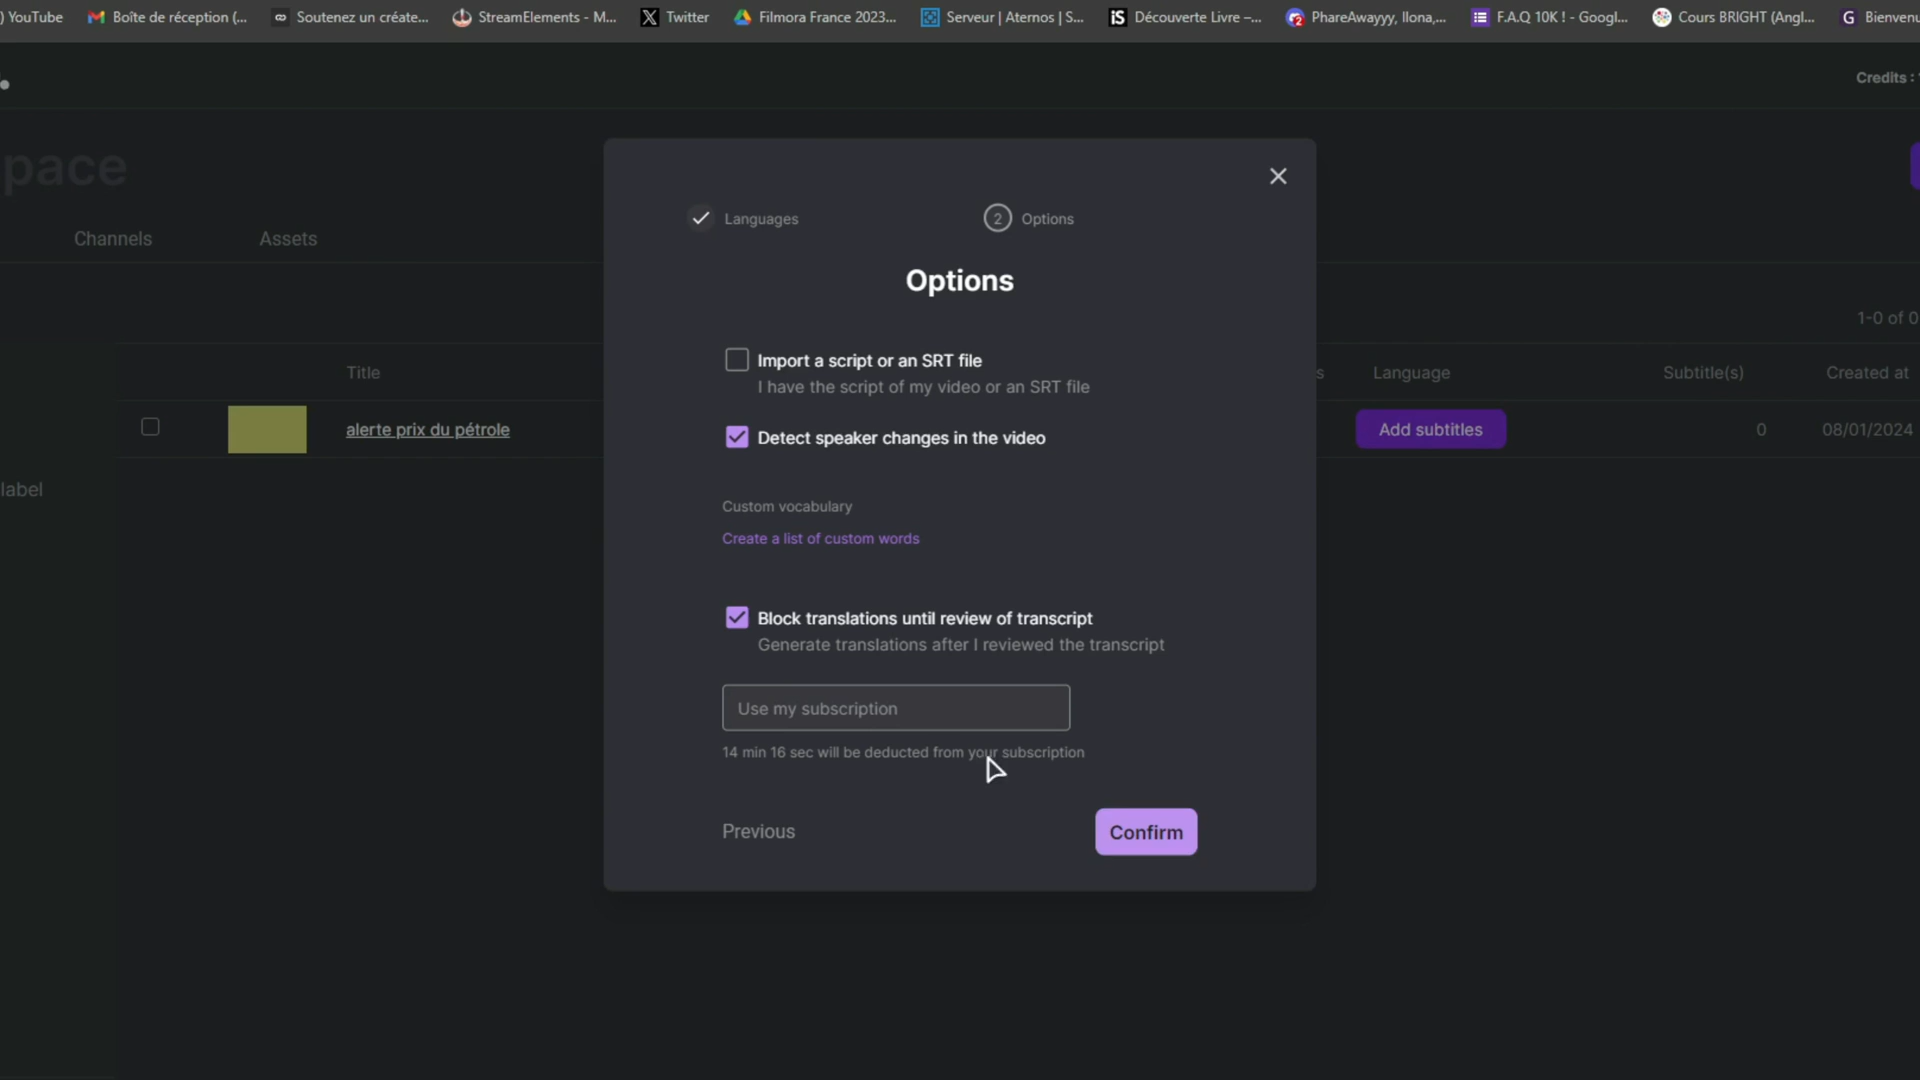 ) YouTube
Boîte de réception (...
Soutenez un créate...
StreamElements - M...
Twitter
Filmora France 2023...
Serveur | Aternos | S...
Découverte Livre –...
PhareAwayyy, Ilona,...
F.A.Q 10K ! - Googl...
Cours BRIGHT (Angl...
Bienvenu
Credits :
pace
Channels
Assets
Languages
2 Options
Options
1-0 of 0
Import a script or an SRT file
I have the script of my video or an SRT file
Title
s
Language
Subtitle(s)
Created at
alerte prix du pétrole
Detect speaker changes in the video
Add subtitles
0
08/01/2024
label
Custom vocabulary
Create a list of custom words
Block translations until review of transcript
Generate translations after I reviewed the transcript
Use my subscription
14 min 16 sec will be deducted from your subscription
Previous
Confirm